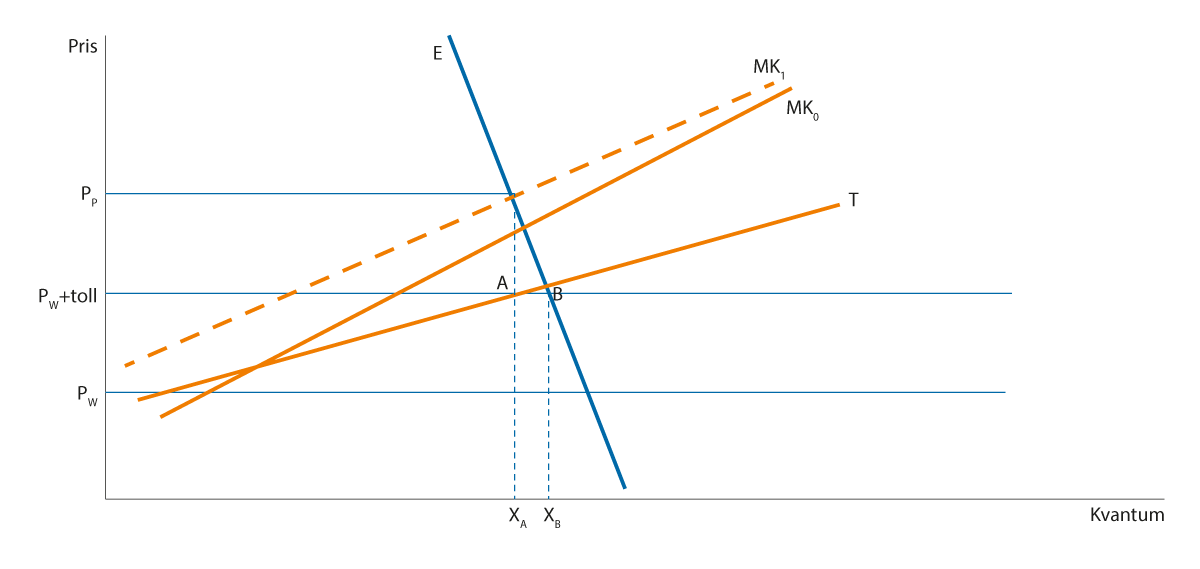 Pris
E
MK1
MK0
PP
T
A
PW+toll
B
PW
XA
XB
Kvantum